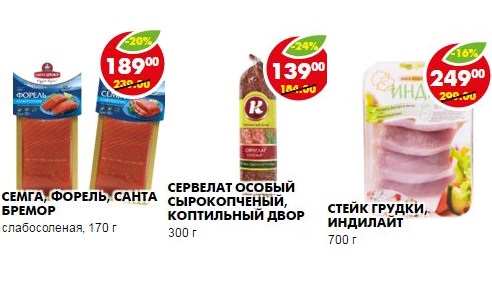 -20%
189 00
239.00
САНТА БРЕМОР
ФОРЕЛЬ
СЁМ
СЕМГА, ФОРЕЛЬ, САНТА
БРЕМОР
слабосоленая, 170 г
-24%
139 00
184.00
К
СЕРВЕЛАТ ОСОБЫЙ
СЫРОКОПЧЕНЫЙ,
КОПТИЛЬНЫЙ ДВОР
300 г
-16%
249 00
299.00
ИНДИ
СТЕЙК ГРУДКИ,
ИНДИЛАЙТ
700 г